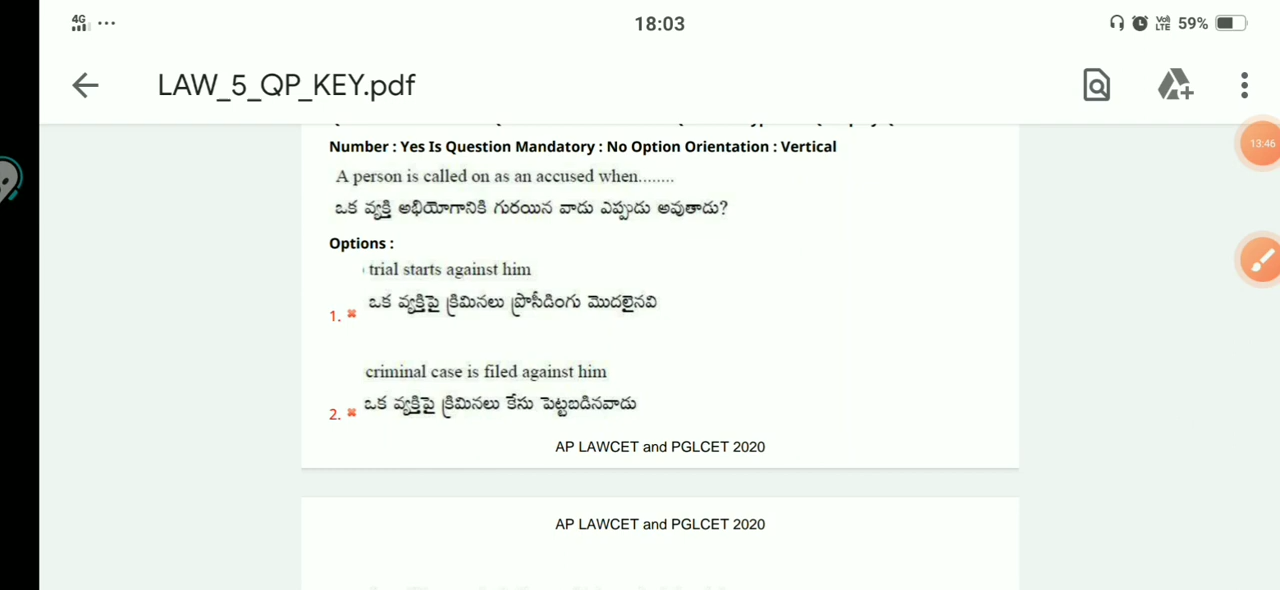 4G ...
18:03
Vo) LTE 59%
LAW_5_QP_KEY.pdf
13:46
Number : Yes Is Question Mandatory : No Option Orientation : Vertical
A person is called on as an accused when........
ఒక వ్యక్తి అభియోగానికి గురయిన వాడు ఎప్పుడు అవుతాడు?
Options :
trial starts against him
ఒక వ్యక్తిపై క్రిమినలు ప్రొసీడింగు మొదలైనవి
1. ✖
criminal case is filed against him
ఒక వ్యక్తిపై క్రిమినలు కేసు పెట్టబడినవాడు
2. ✖
AP LAWCET and PGLCET 2020
AP LAWCET and PGLCET 2020